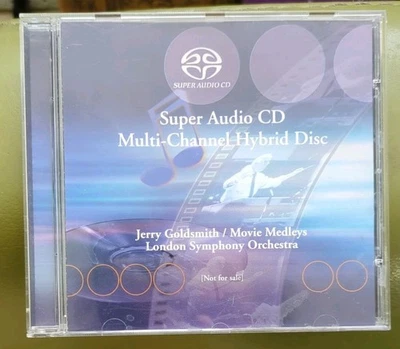 SUPER AUDIO CD
Super Audio CD
Multi-Channel Hybrid Disc
Jerry Goldsmith / Movie Medleys
London Symphony Orchestra
[Not for sale]